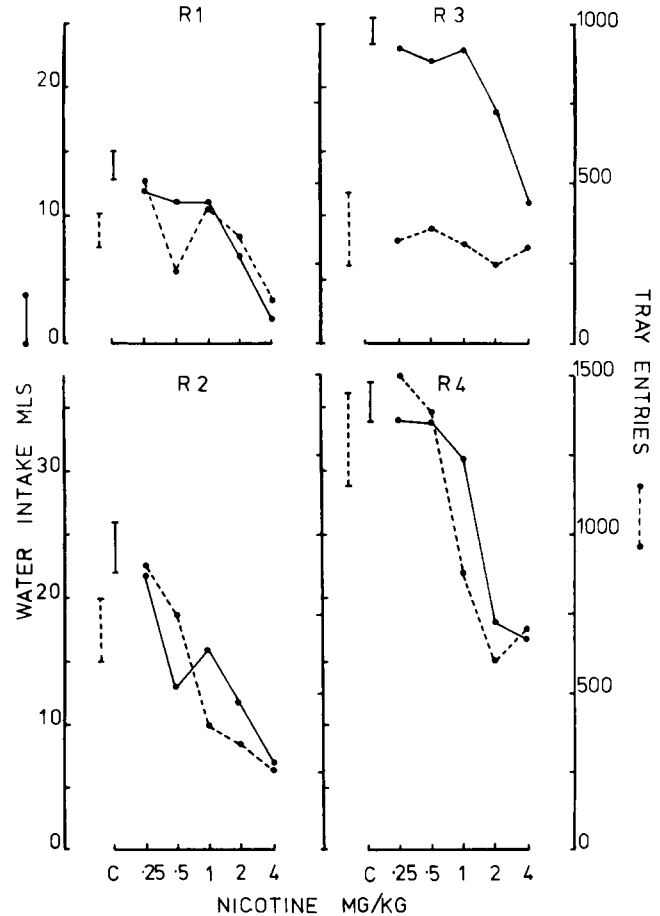 R1
R3
20
10
0
1000
500
0
R2
R4
30
20
10
0
1500
1000
500
0
WATER INTAKE MLS
TRAY ENTRIES
C ·25 ·5 1 2 4
C ·25 ·5 1 2 4
NICOTINE MG/KG